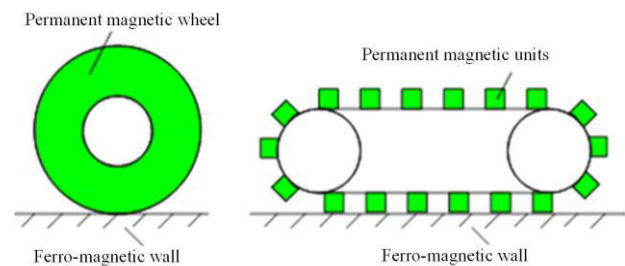 Permanent magnetic wheel
Permanent magnetic units
Ferro-magnetic wall
Ferro-magnetic wall